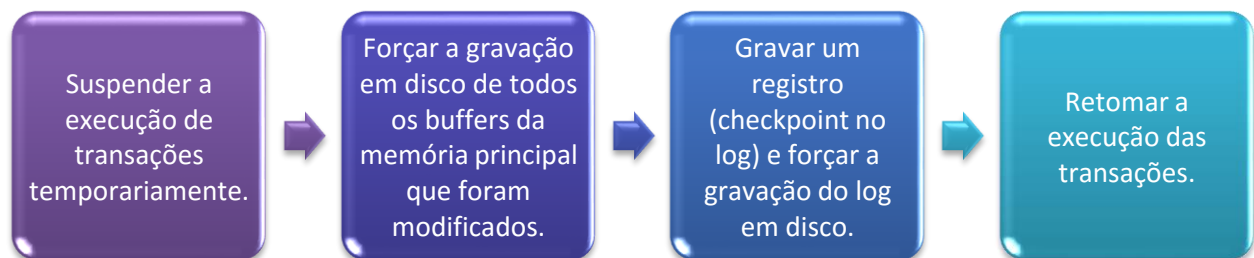 Suspender a
execução de
transações
temporariamente.
Forçar a gravação
em disco de todos
os buffers da
memória principal
que foram
modificados.
Gravar um
registro
(checkpoint no
log) e forçar a
gravação do log
em disco.
Retomar a
execução das
transações.